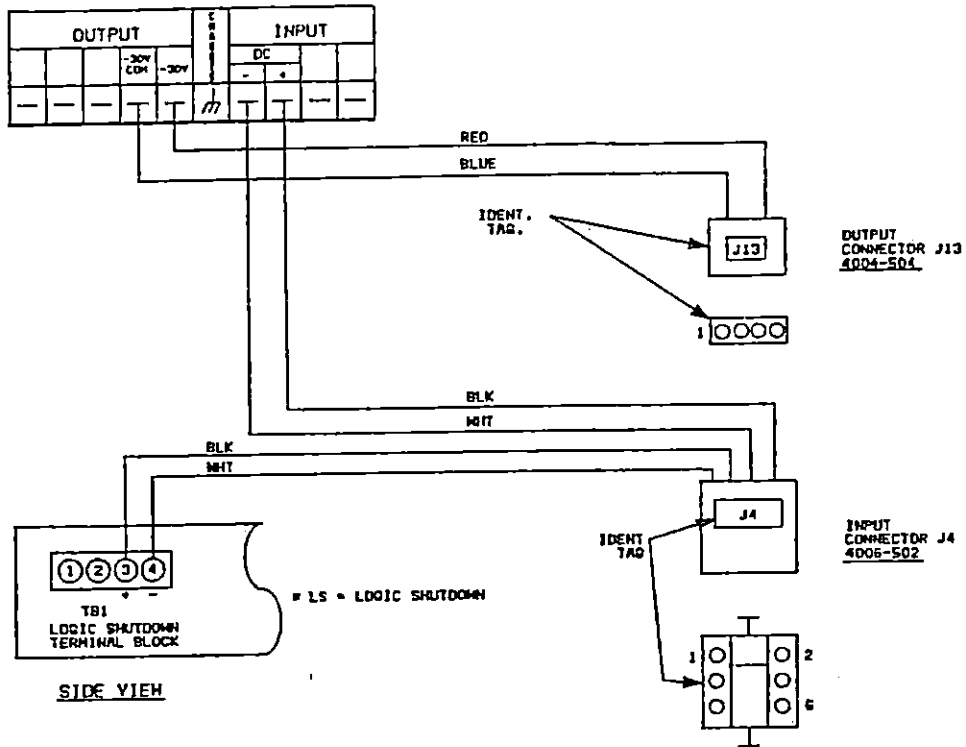 OUTPUT
CHASSIS
INPUT
DC
-30V
COM
-30V
-
+
RED
BLUE
IDENT.
TAG.
J13
OUTPUT
CONNECTOR J13
4004-504
1
BLK
WHT
BLK
WHT
J4
INPUT
CONNECTOR J4
4006-502
IDENT
TAG
1 2 3 4
+ -
TB1
LOGIC SHUTDOWN
TERMINAL BLOCK
* LS = LOGIC SHUTDOWN
SIDE VIEW
1
2
6